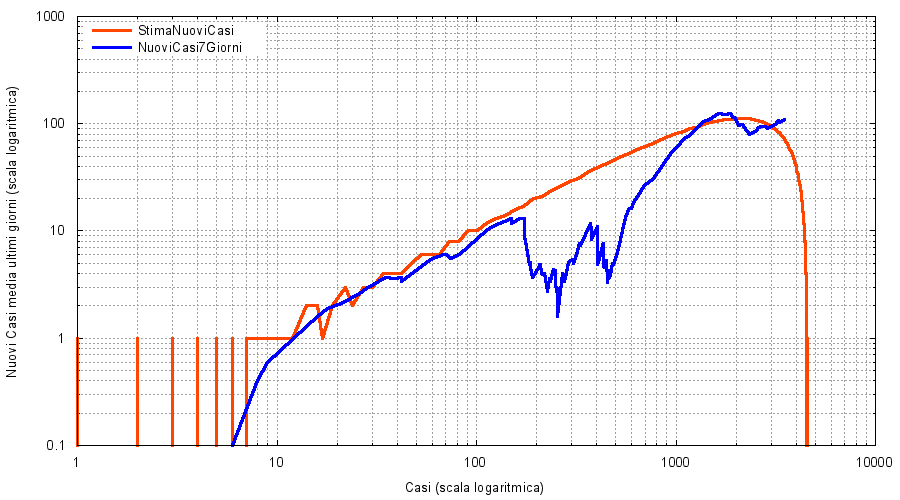 1000
StimaNuoviCasi
NuoviCasi7Giorni
100
10
1
0.1
Nuovi Casi media ultimi giorni (scala logaritmica)
1 10 100 1000 10000
Casi (scala logaritmica)